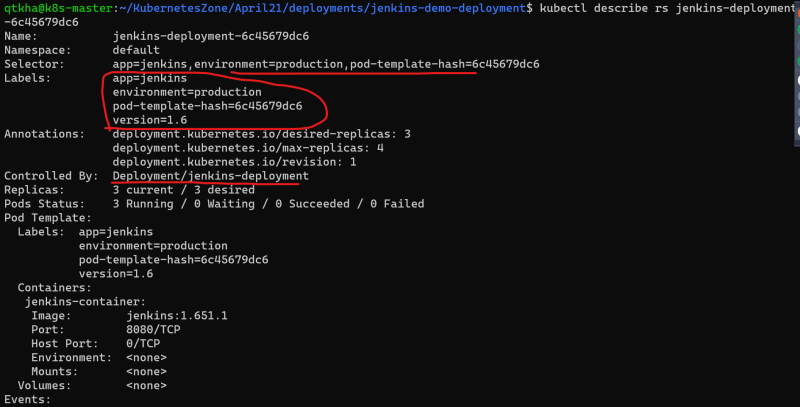 qtkha@k8s-master:~/KubernetesZone/April21/deployments/jenkins-demo-deployment$ kubectl describe rs jenkins-deployment
-6c45679dc6
Name:           jenkins-deployment-6c45679dc6
Namespace:      default
Selector:       app=jenkins,environment=production,pod-template-hash=6c45679dc6
Labels:         app=jenkins
                environment=production
                pod-template-hash=6c45679dc6
                version=1.6
Annotations:    deployment.kubernetes.io/desired-replicas: 3
                deployment.kubernetes.io/max-replicas: 4
                deployment.kubernetes.io/revision: 1
Controlled By:  Deployment/jenkins-deployment
Replicas:       3 current / 3 desired
Pods Status:    3 Running / 0 Waiting / 0 Succeeded / 0 Failed
Pod Template:
  Labels:  app=jenkins
           environment=production
           pod-template-hash=6c45679dc6
           version=1.6
  Containers:
   jenkins-container:
    Image:        jenkins:1.651.1
    Port:         8080/TCP
    Host Port:    0/TCP
    Environment:  <none>
    Mounts:       <none>
  Volumes:        <none>
Events: